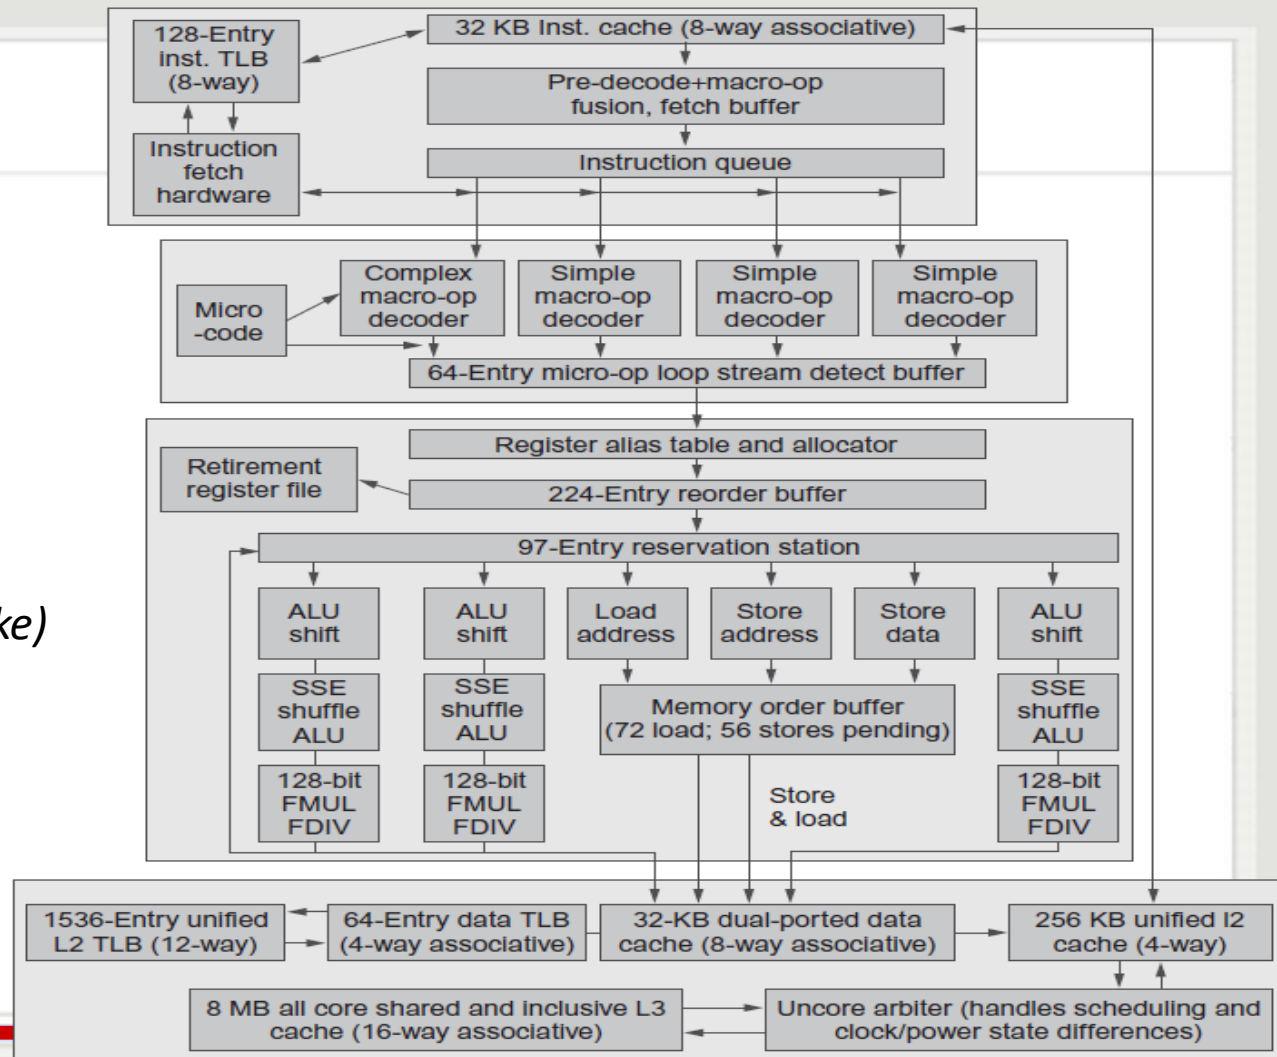 128-Entry
inst. TLB
(8-way)
32 KB Inst. cache (8-way associative)
Pre-decode+macro-op
fusion, fetch buffer
Instruction
fetch
hardware
Instruction queue
Micro
-code
Complex
macro-op
decoder
Simple
macro-op
decoder
Simple
macro-op
decoder
Simple
macro-op
decoder
64-Entry micro-op loop stream detect buffer
Register alias table and allocator
Retirement
register file
224-Entry reorder buffer
97-Entry reservation station
ke)
ALU
shift
ALU
shift
Load
address
Store
address
Store
data
ALU
shift
SSE
shuffle
ALU
SSE
shuffle
ALU
Memory order buffer
(72 load; 56 stores pending)
SSE
shuffle
ALU
128-bit
FMUL
FDIV
128-bit
FMUL
FDIV
Store
& load
128-bit
FMUL
FDIV
1536-Entry unified
L2 TLB (12-way)
64-Entry data TLB
(4-way associative)
32-KB dual-ported data
cache (8-way associative)
256 KB unified l2
cache (4-way)
8 MB all core shared and inclusive L3
cache (16-way associative)
Uncore arbiter (handles scheduling and
clock/power state differences)